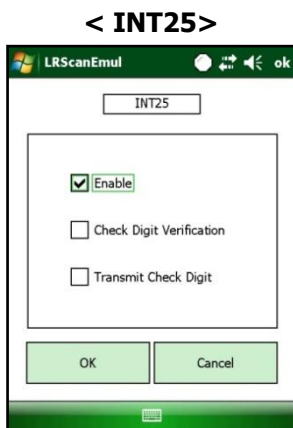 < INT25>
LRScanEmul ok
INT25
Enable
Check Digit Verification
Transmit Check Digit
OK Cancel